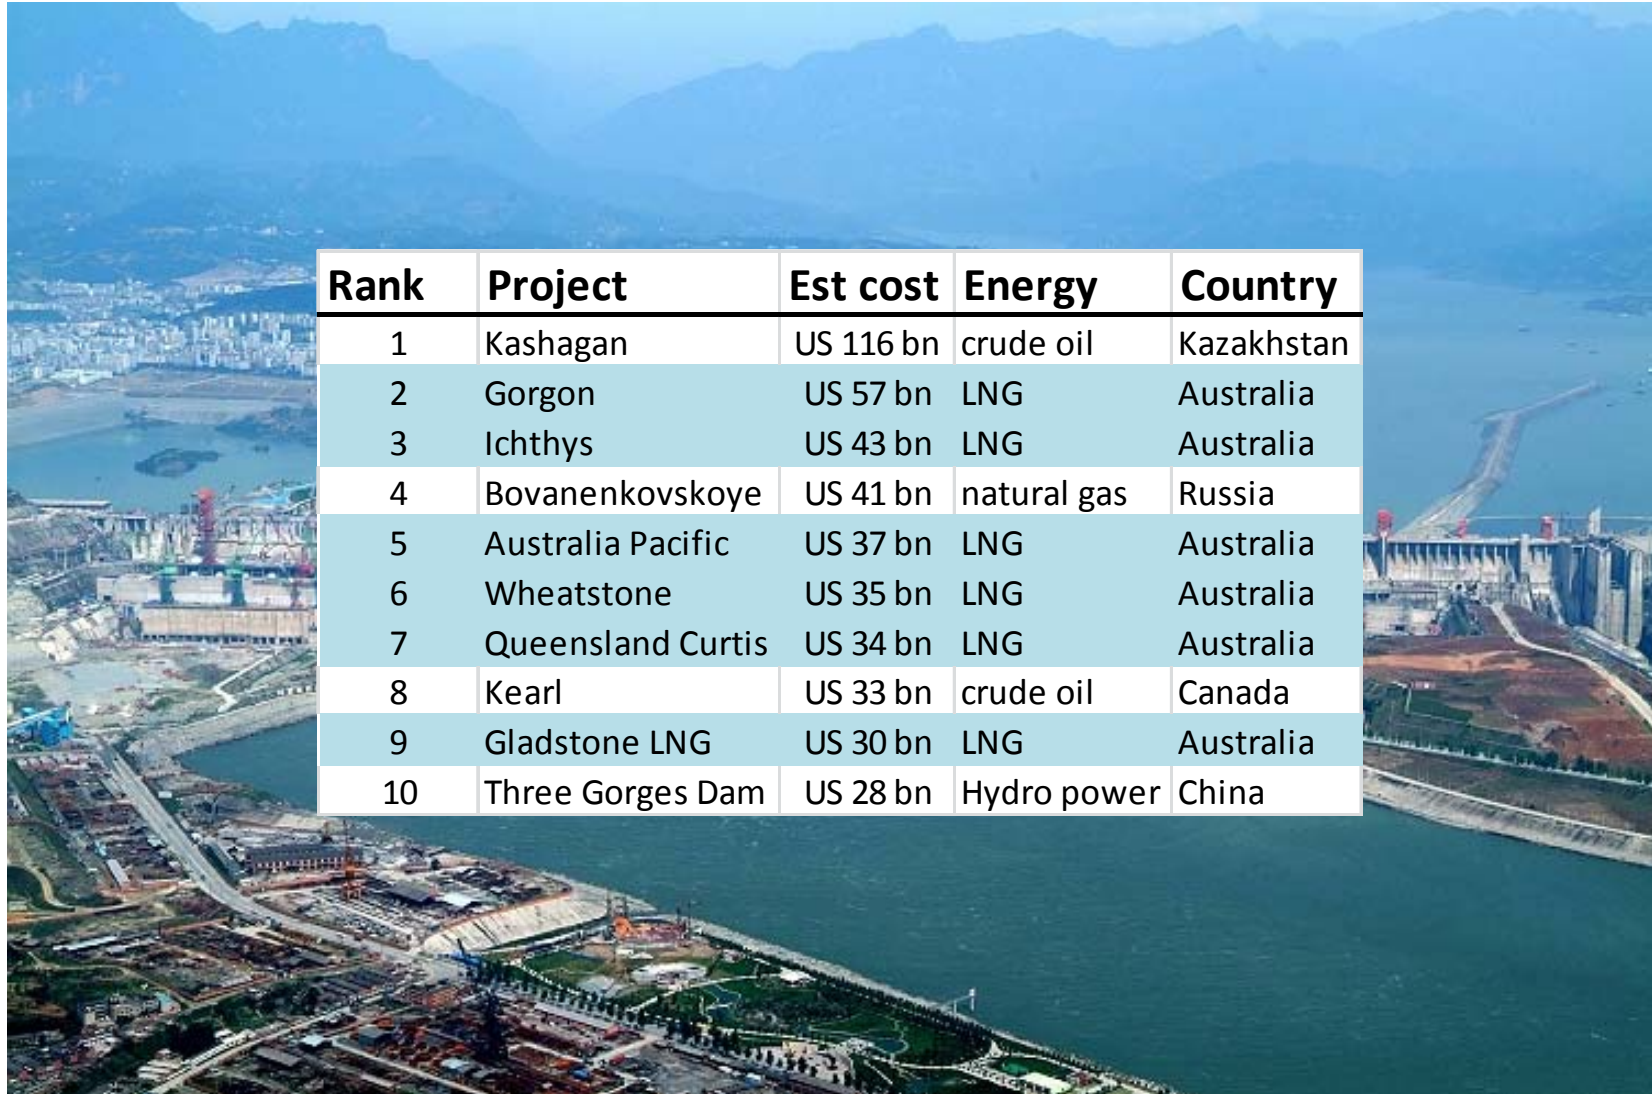 Rank Project Est cost Energy Country
1 Kashagan US 116 bn crude oil Kazakhstan
2 Gorgon US 57 bn LNG Australia
3 Ichthys US 43 bn LNG Australia
4 Bovanenkovskoye US 41 bn natural gas Russia
5 Australia Pacific US 37 bn LNG Australia
6 Wheatstone US 35 bn LNG Australia
7 Queensland Curtis US 34 bn LNG Australia
8 Kearl US 33 bn crude oil Canada
9 Gladstone LNG US 30 bn LNG Australia
10 Three Gorges Dam US 28 bn Hydro power China